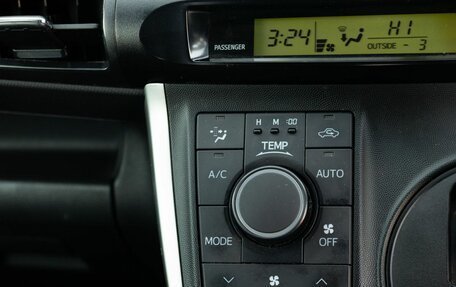 3:24 HI
PASSENGER OUTSIDE - 3
H M :00
TEMP
A/C AUTO
MODE OFF